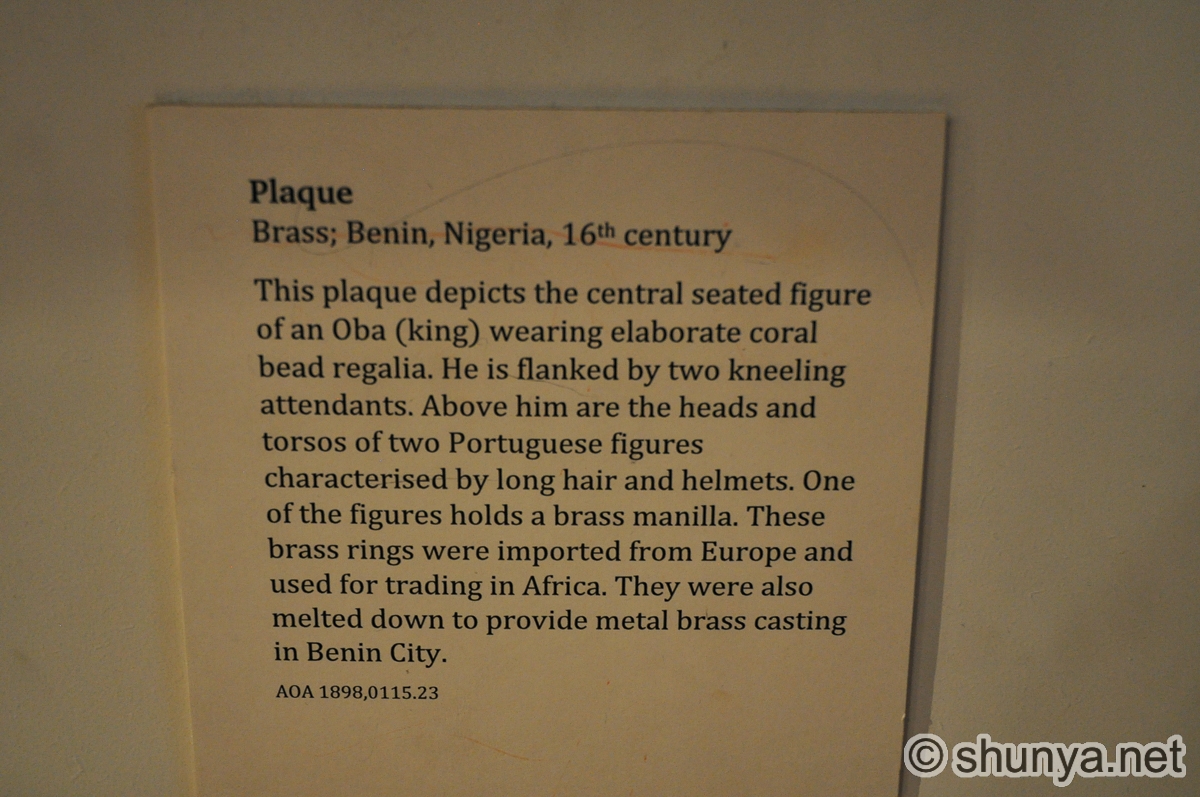 Plaque
Brass; Benin, Nigeria, 16th century
This plaque depicts the central seated figure
of an Oba (king) wearing elaborate coral
bead regalia. He is flanked by two kneeling
attendants. Above him are the heads and
torsos of two Portuguese figures
characterised by long hair and helmets. One
of the figures holds a brass manilla. These
brass rings were imported from Europe and
used for trading in Africa. They were also
melted down to provide metal brass casting
in Benin City.
AOA 1898,0115.23
© shunya.net